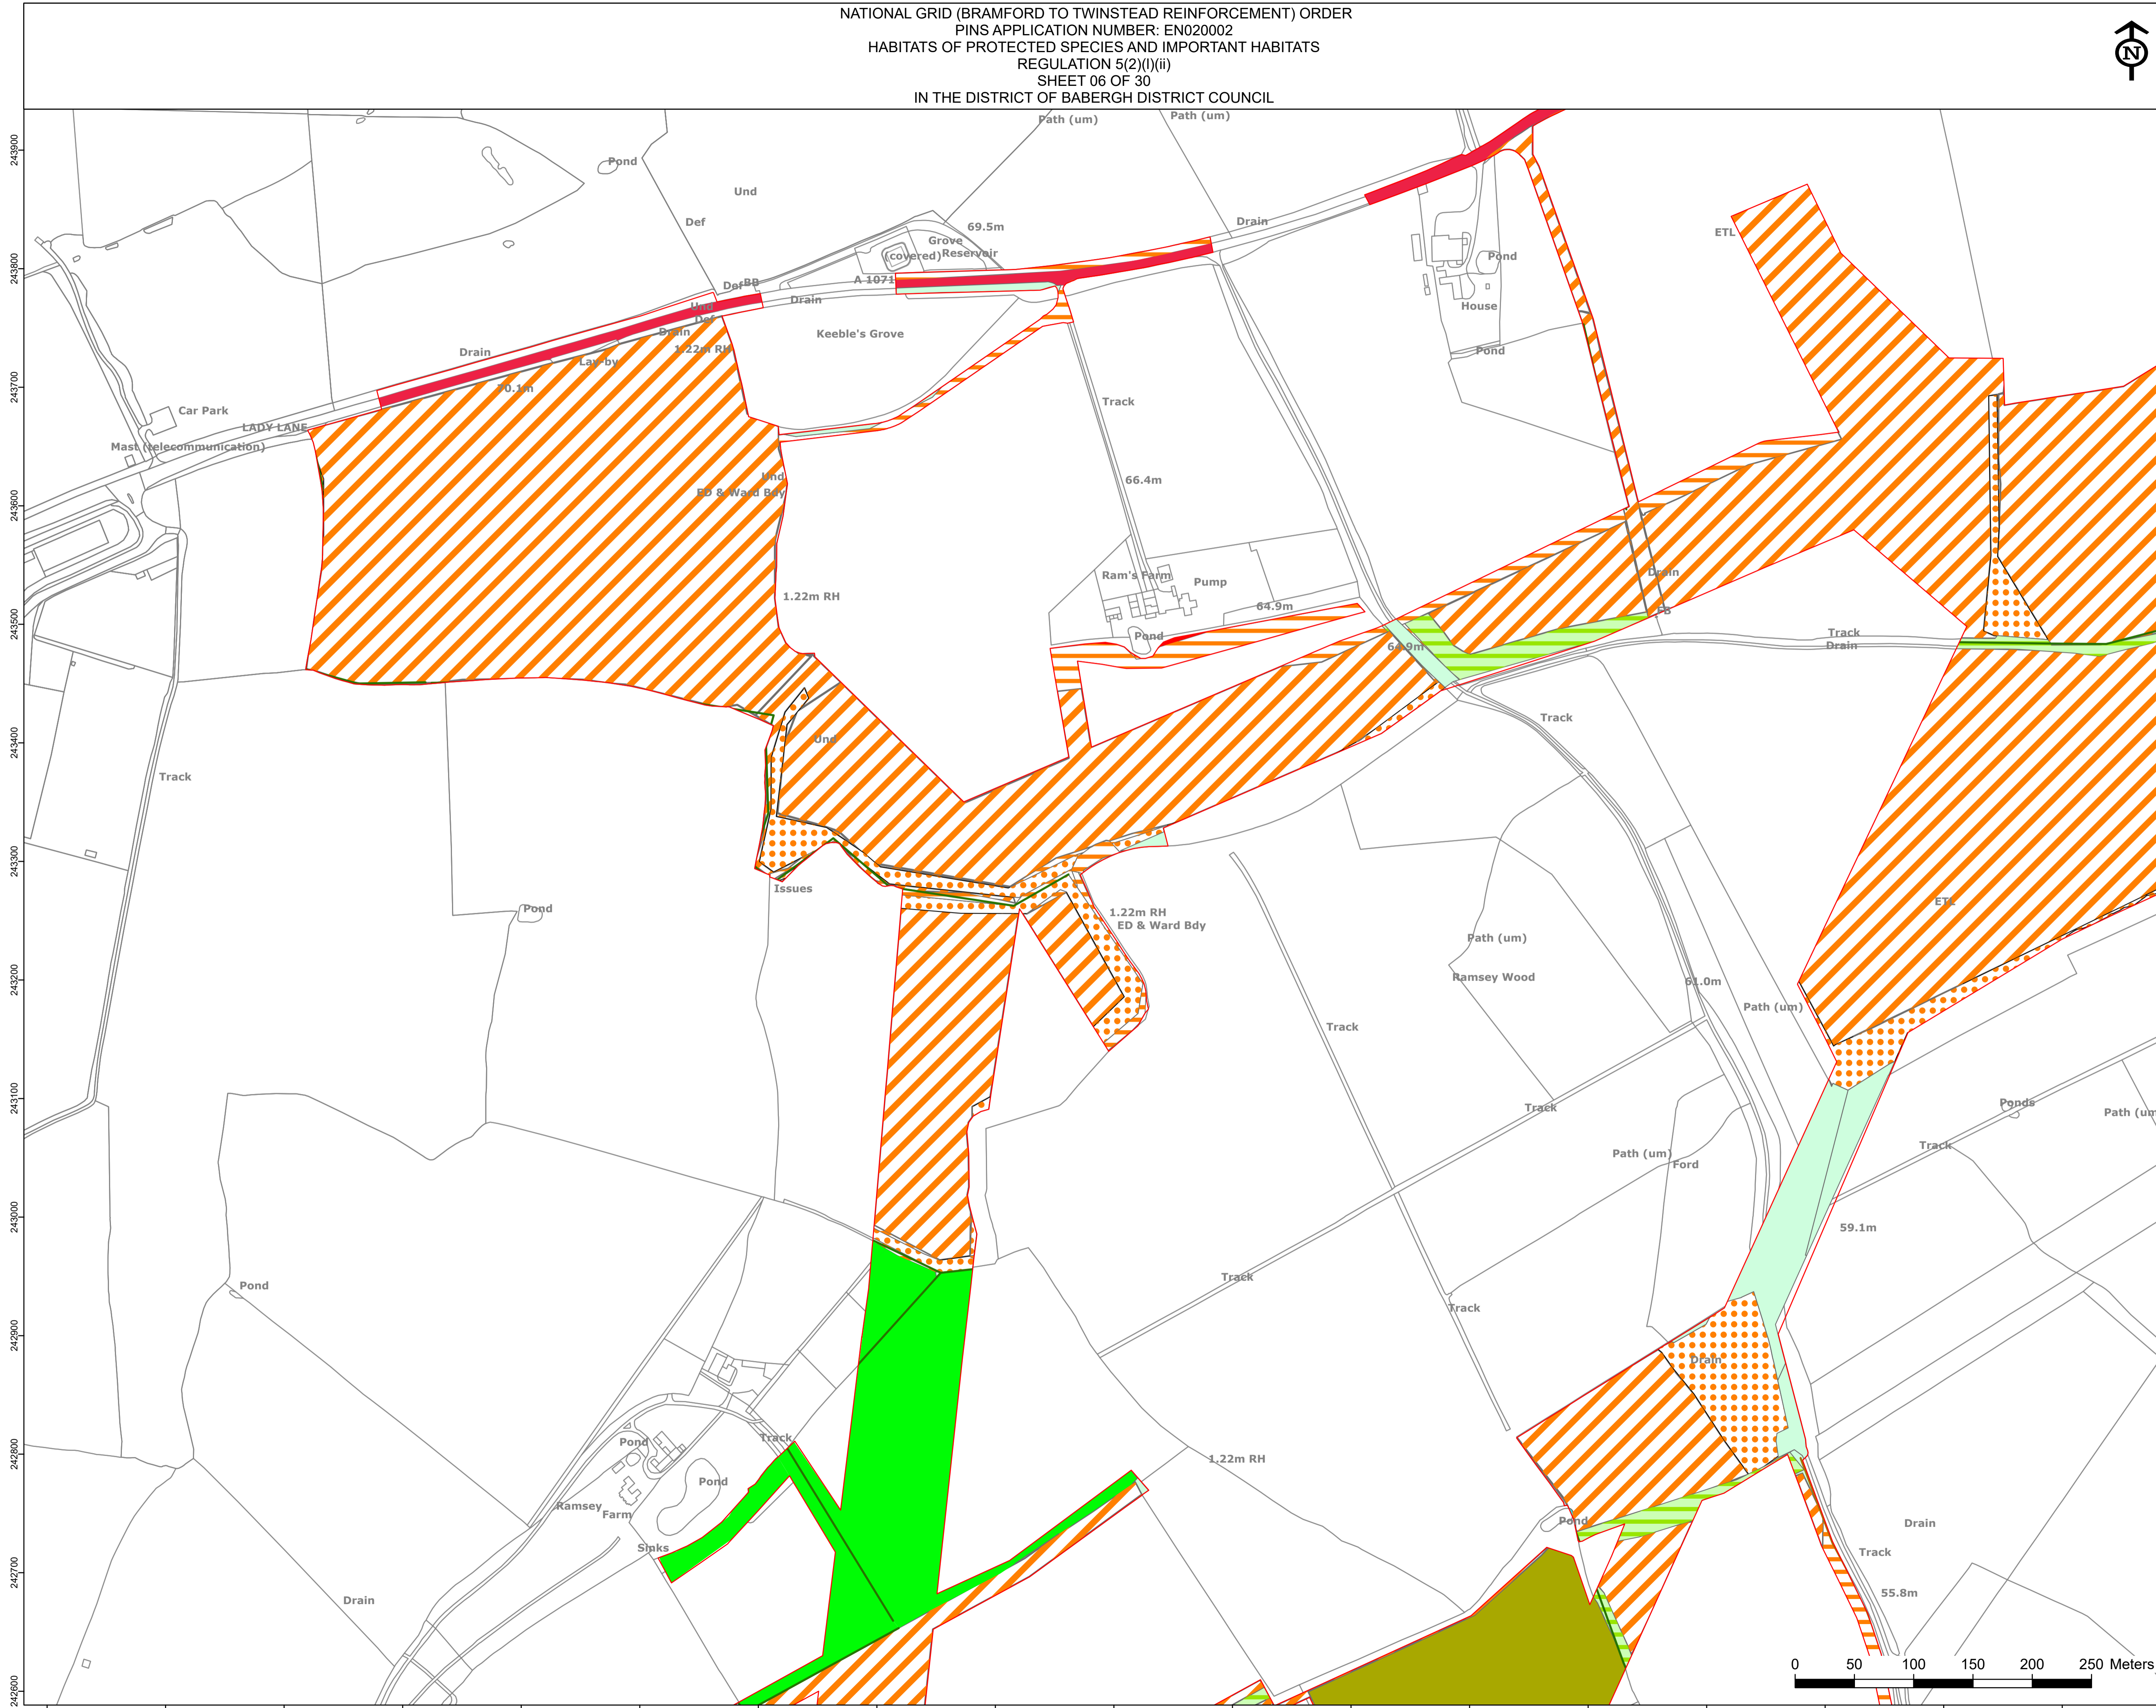 NATIONAL GRID (BRAMFORD TO TWINSTEAD REINFORCEMENT) ORDER
PINS APPLICATION NUMBER: EN020002
HABITATS OF PROTECTED SPECIES AND IMPORTANT HABITATS
REGULATION 5(2)(l)(ii)
SHEET 06 OF 30
IN THE DISTRICT OF BABERGH DISTRICT COUNCIL
N
Path (um)
Path (um)
243900
Pond
Und
Def
69.5m
Drain
ETL
Grove
(covered)
Reservoir
Pond
243800
A 1071
Def
BB
Drain
Und
Def
Drain
House
Keeble's Grove
1.22m RH
Drain
Lay-by
Pond
70.1m
243700
Track
Car Park
LADY LANE
Mast (telecommunication)
Und
66.4m
ED & Ward Bdy
243600
Drain
Ram's Farm
Pump
1.22m RH
64.9m
FB
243500
Pond
Track
Drain
64.9m
Track
Und
243400
Track
243300
Issues
Pond
ETL
1.22m RH
ED & Ward Bdy
Path (um)
243200
Ramsey Wood
61.0m
Path (um)
Track
243100
Ponds
Track
Path (um
Track
Path (um)
Ford
243000
59.1m
Track
Pond
Track
242900
Drain
Track
Pond
242800
1.22m RH
Pond
Ramsey
Farm
Pond
Drain
Sinks
Track
242700
55.8m
Drain
0 50 100 150 200 250 Meters
242600